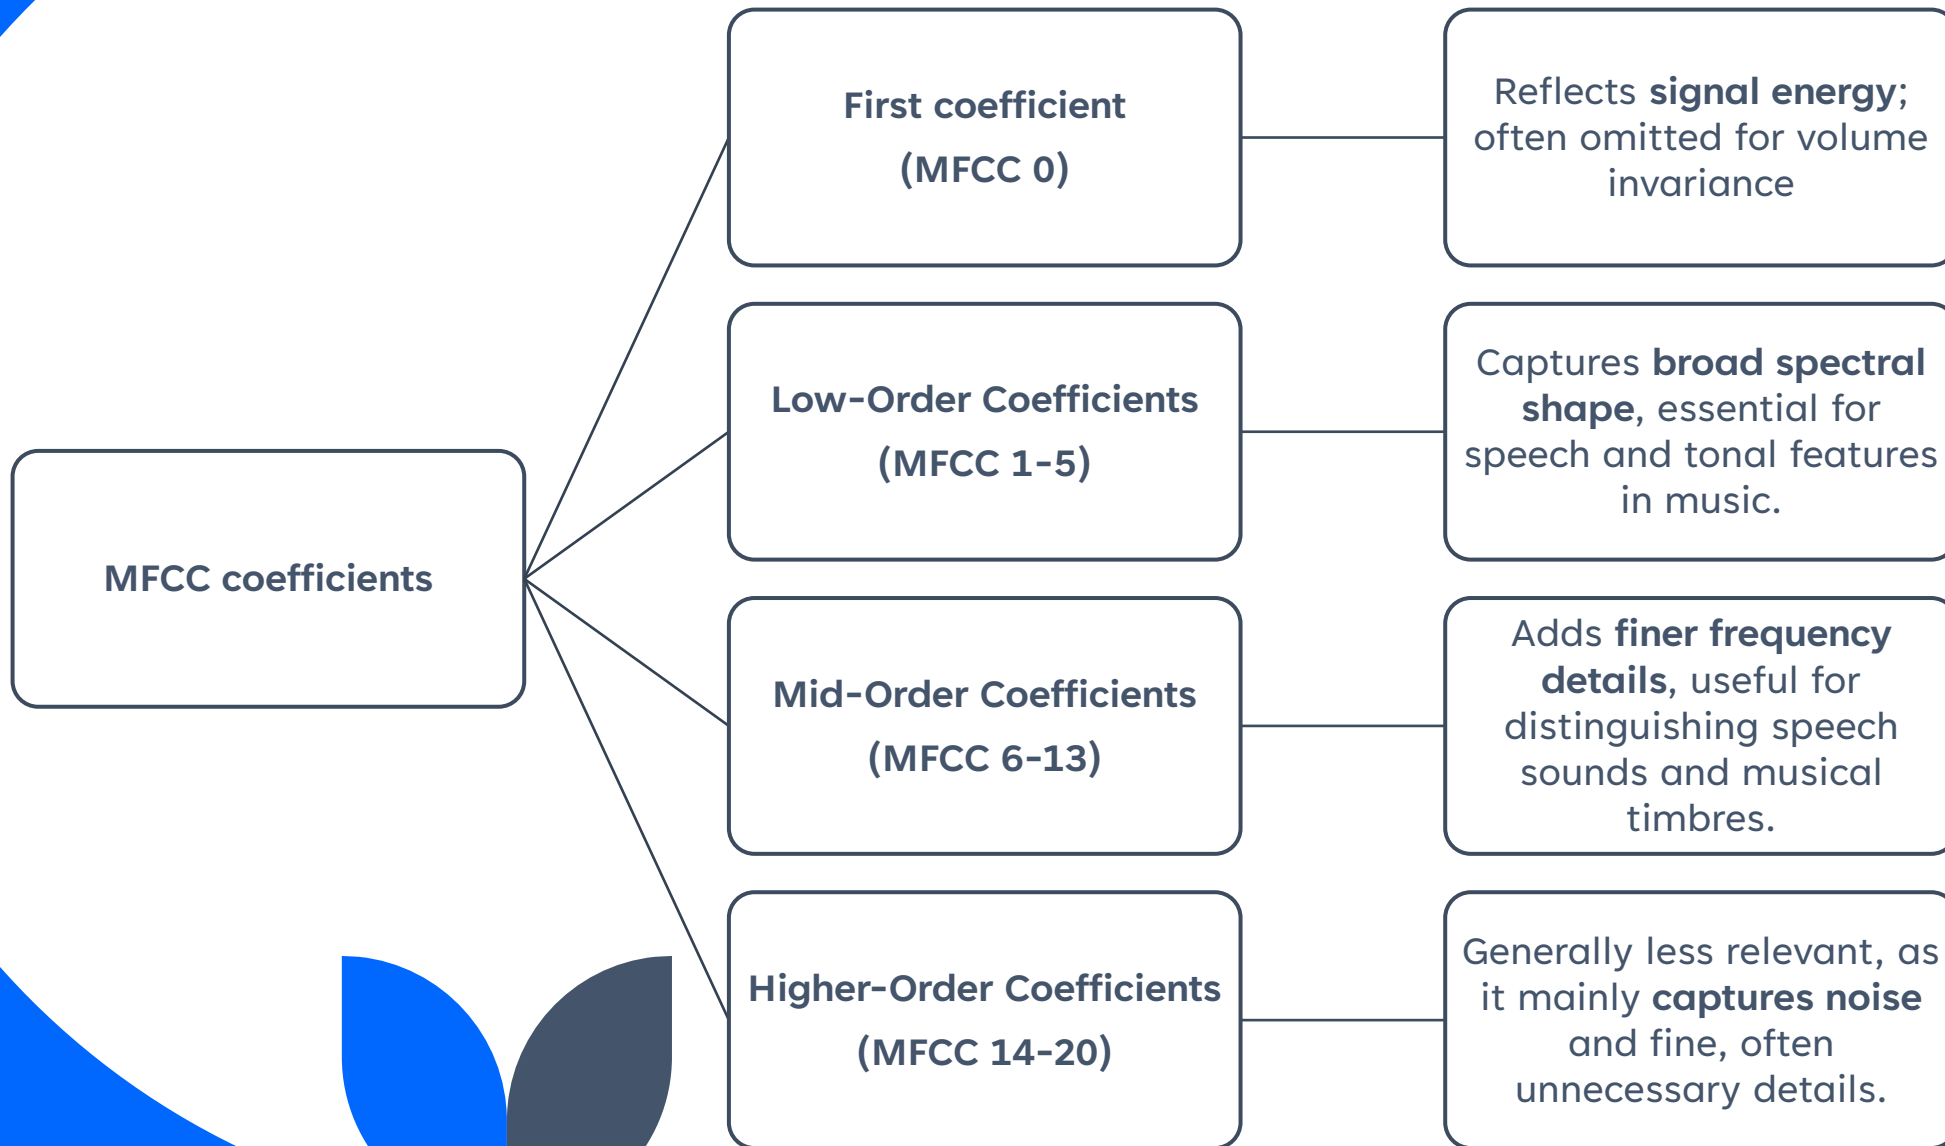 MFCC coefficients
First coefficient
(MFCC 0)
Reflects signal energy;
often omitted for volume
invariance
Low-Order Coefficients
(MFCC 1-5)
Captures broad spectral
shape, essential for
speech and tonal features
in music.
Mid-Order Coefficients
(MFCC 6-13)
Adds finer frequency
details, useful for
distinguishing speech
sounds and musical
timbres.
Higher-Order Coefficients
(MFCC 14-20)
Generally less relevant, as
it mainly captures noise
and fine, often
unnecessary details.